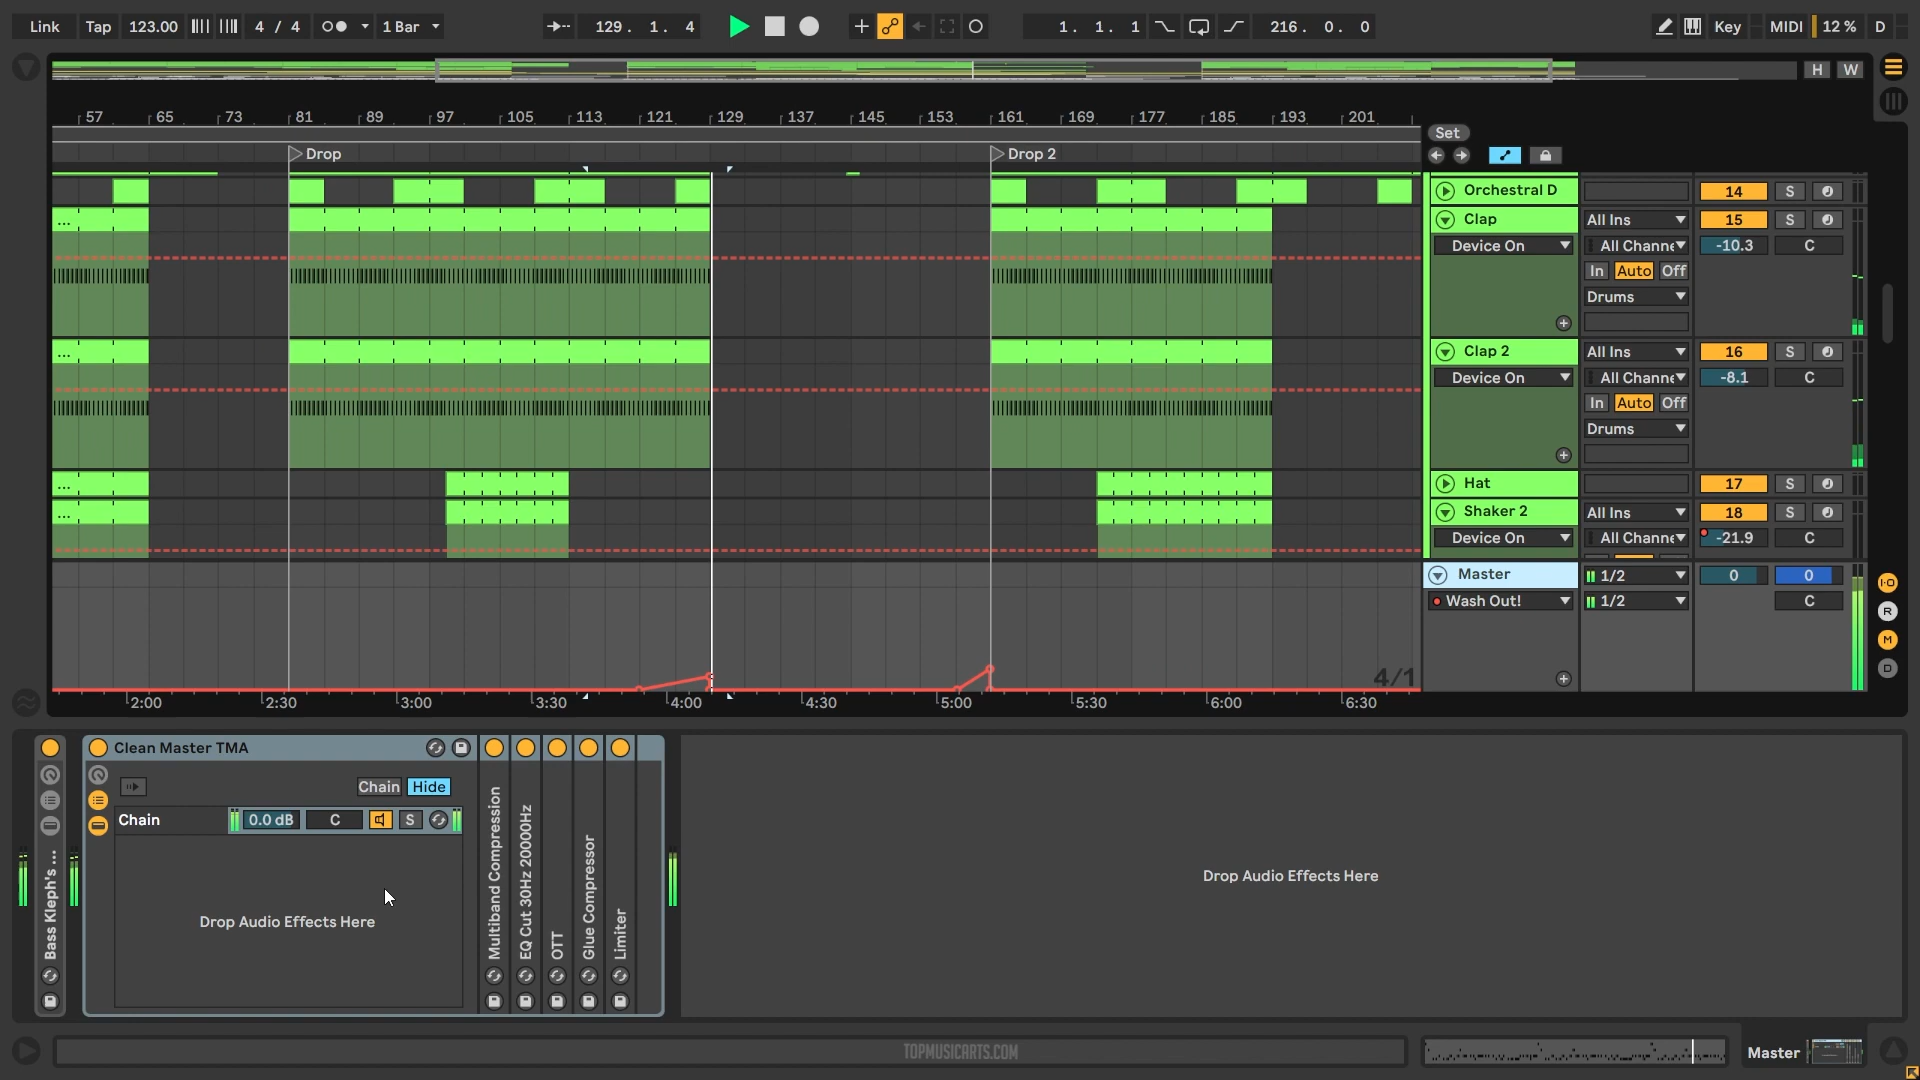 Link Tap 123.00 4 / 4 1 Bar 129. 1. 4 1. 1. 1 216. 0. 0 Key MIDI 12 % D
H W
57 65 73 81 89 97 105 113 121 129 137 145 153 161 169 177 185 193 201
Set
Drop Drop 2
Orchestral D 14 S
... Clap All Ins 15 S
Device On All Channe -10.3 C
In Auto Off
Drums
... Clap 2 All Ins 16 S
Device On All Channe -8.1 C
In Auto Off
Drums
... Hat 17 S
... Shaker 2 All Ins 18 S
Device On All Channe -21.9 C
Master 1/2 0 0
Wash Out! 1/2 C
I·O
R
M
D
4/1
2:00 2:30 3:00 3:30 4:00 4:30 5:00 5:30 6:00 6:30
Bass Kleph's ...
Clean Master TMA
Chain Hide
Chain 0.0 dB C S
Drop Audio Effects Here
Multiband Compression
EQ Cut 30Hz 20000Hz
OTT
Glue Compressor
Limiter
Drop Audio Effects Here
TOPMUSICARTS.COM
Master